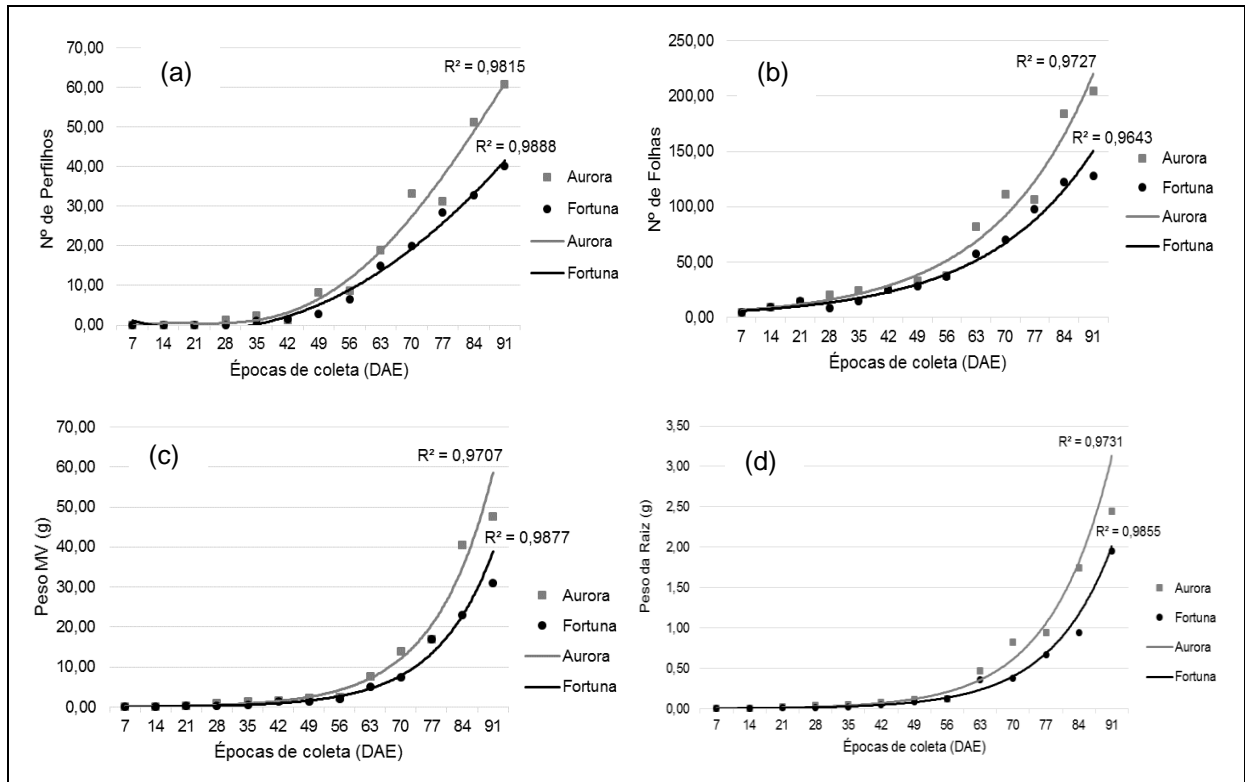 (a)
R² = 0,9815
R² = 0,9888
70,00
60,00
50,00
40,00
30,00
20,00
10,00
0,00
Nº de Perfilhos
7 14 21 28 35 42 49 56 63 70 77 84 91
Épocas de coleta (DAE)
Aurora
Fortuna
Aurora
Fortuna
(b)
R² = 0,9727
R² = 0,9643
250,00
200,00
150,00
100,00
50,00
0,00
Nº de Folhas
7 14 21 28 35 42 49 56 63 70 77 84 91
Épocas de coleta (DAE)
Aurora
Fortuna
Aurora
Fortuna
(c)
R² = 0,9707
R² = 0,9877
70,00
60,00
50,00
40,00
30,00
20,00
10,00
0,00
Peso MV (g)
7 14 21 28 35 42 49 56 63 70 77 84 91
Épocas de coleta (DAE)
Aurora
Fortuna
Aurora
Fortuna
(d)
R² = 0,9731
R² = 0,9855
3,50
3,00
2,50
2,00
1,50
1,00
0,50
0,00
Peso da Raiz (g)
7 14 21 28 35 42 49 56 63 70 77 84 91
Épocas de coleta (DAE)
Aurora
Fortuna
Aurora
Fortuna